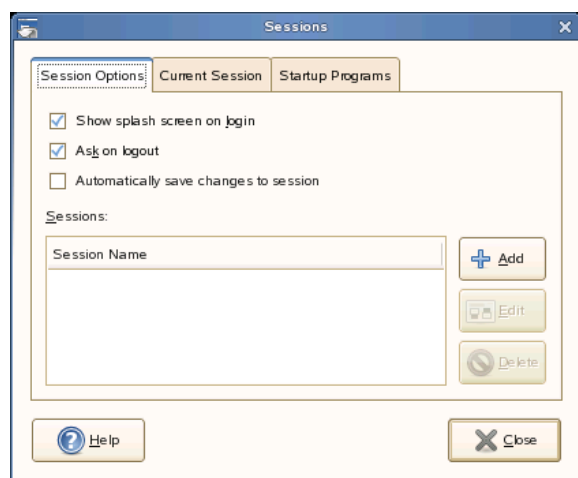 Sessions
Session Options
Current Session
Startup Programs
Show splash screen on login
Ask on logout
Automatically save changes to session
Sessions:
Session Name
Add
Edit
Delete
Help
Close